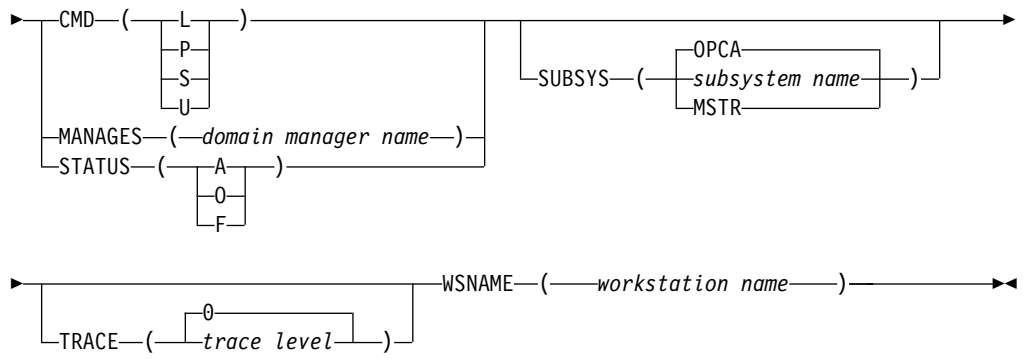 CMD ( L )
P
S
U
SUBSYS ( OPCA
subsystem name )
MSTR
MANAGES ( domain manager name )
STATUS ( A )
O
F
TRACE ( 0
trace level )
WSNAME ( workstation name )